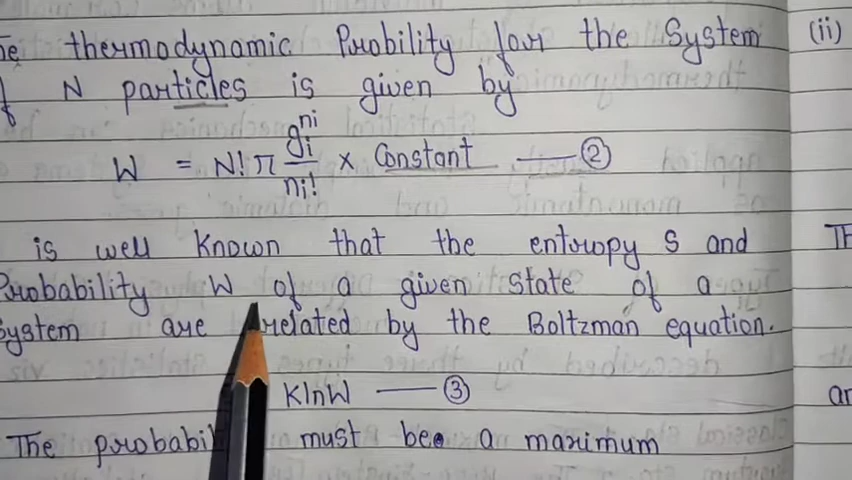 thermodynamic Probility for the System (ii)
N particles is given by
W = N! π gi^ni / ni! × Constant —— ②
is well known that the entropy S and
Probability W of a given state of a
System are related by the Boltzman equation.
KlnW —— ③
The must be a maximum